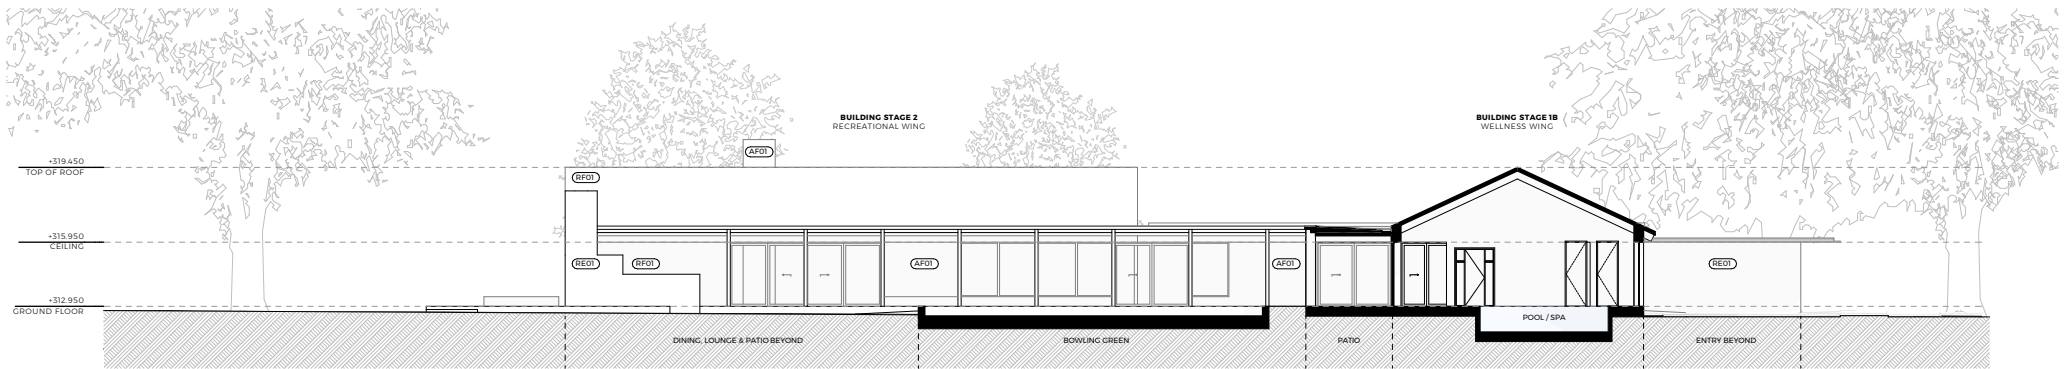 BUILDING STAGE 2
RECREATIONAL WING
BUILDING STAGE 1B
WELLNESS WING
AF01
+319.450
TOP OF ROOF
RF01
+315.950
CEILING
RE01
RF01
AF01
AF01
RE01
+312.950
GROUND FLOOR
POOL / SPA
DINING, LOUNGE & PATIO BEYOND
BOWLING GREEN
PATIO
ENTRY BEYOND